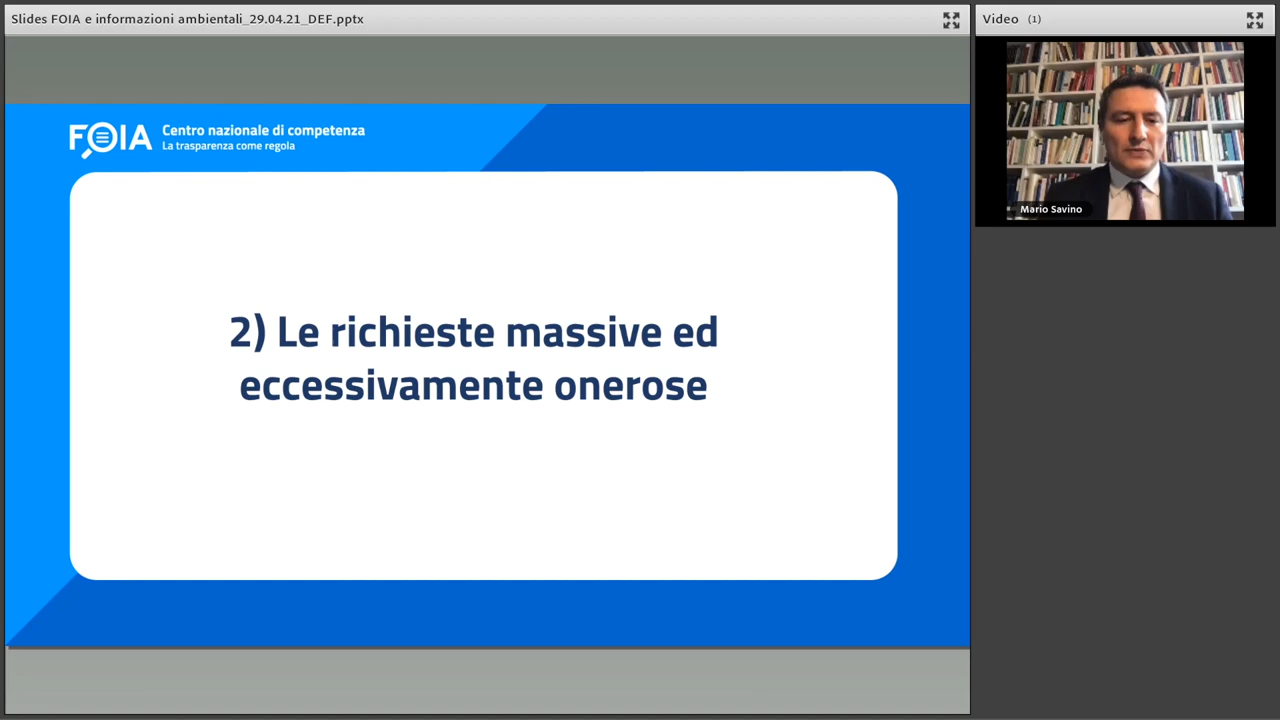 Slides FOIA e informazioni ambientali_29.04.21_DEF.pptx
Video (1)
FOIA
Centro nazionale di competenza
La trasparenza come regola
Mario Savino
2) Le richieste massive ed
eccessivamente onerose